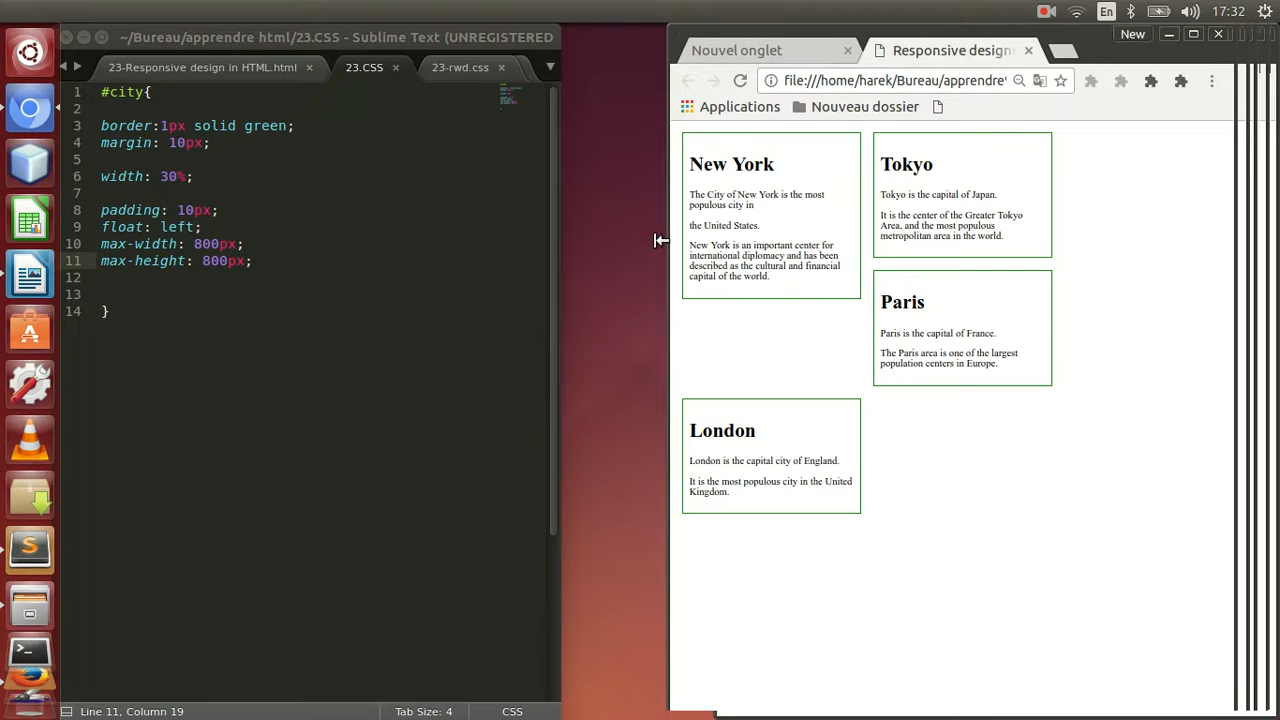 En
17:32
~/Bureau/apprendre html/23.CSS - Sublime Text (UNREGISTERED
23-Responsive design in HTML.html
23.CSS
23-rwd.css
1 #city{
2
3 border:1px solid green;
4 margin: 10px;
5
6 width: 30%;
7
8 padding: 10px;
9 float: left;
10 max-width: 800px;
11 max-height: 800px;
12
13
14 }
Line 11, Column 19
Tab Size: 4
CSS
New
Nouvel onglet
Responsive design
file:///home/harek/Bureau/apprendre
Applications
Nouveau dossier
New York
The City of New York is the most
populous city in
the United States.
New York is an important center for
international diplomacy and has been
described as the cultural and financial
capital of the world.
Tokyo
Tokyo is the capital of Japan.
It is the center of the Greater Tokyo
Area, and the most populous
metropolitan area in the world.
Paris
Paris is the capital of France.
The Paris area is one of the largest
population centers in Europe.
London
London is the capital city of England.
It is the most populous city in the United
Kingdom.